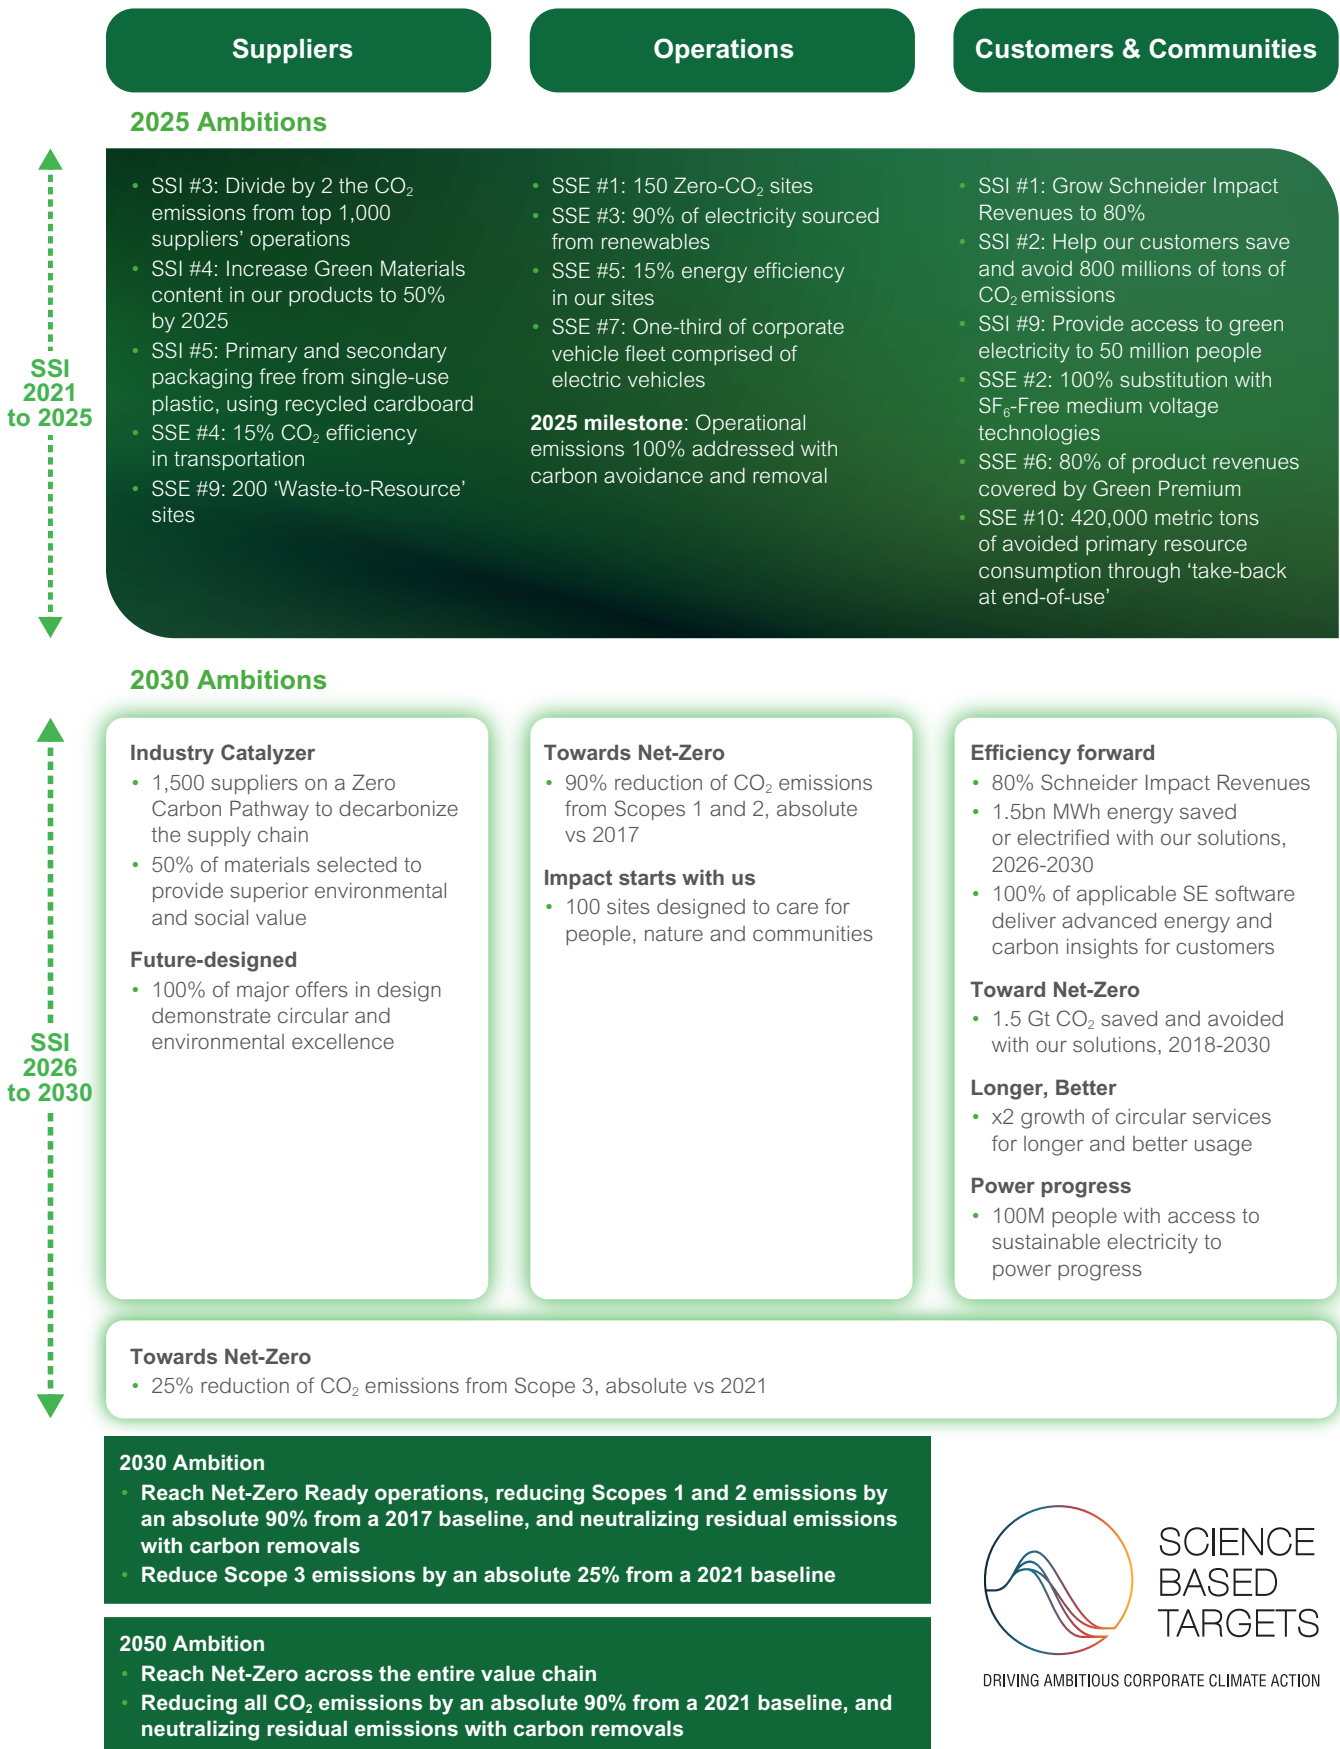 Suppliers
Operations
Customers & Communities
2025 Ambitions
SSI
2021
to 2025
• SSI #3: Divide by 2 the CO₂
emissions from top 1,000
suppliers’ operations
• SSI #4: Increase Green Materials
content in our products to 50%
by 2025
• SSI #5: Primary and secondary
packaging free from single-use
plastic, using recycled cardboard
• SSE #4: 15% CO₂ efficiency
in transportation
• SSE #9: 200 ‘Waste-to-Resource’
sites
• SSE #1: 150 Zero-CO₂ sites
• SSE #3: 90% of electricity sourced
from renewables
• SSE #5: 15% energy efficiency
in our sites
• SSE #7: One-third of corporate
vehicle fleet comprised of
electric vehicles
2025 milestone: Operational
emissions 100% addressed with
carbon avoidance and removal
• SSI #1: Grow Schneider Impact
Revenues to 80%
• SSI #2: Help our customers save
and avoid 800 millions of tons of
CO₂ emissions
• SSI #9: Provide access to green
electricity to 50 million people
• SSE #2: 100% substitution with
SF₆-Free medium voltage
technologies
• SSE #6: 80% of product revenues
covered by Green Premium
• SSE #10: 420,000 metric tons
of avoided primary resource
consumption through ‘take-back
at end-of-use’
2030 Ambitions
SSI
2026
to 2030
Industry Catalyzer
• 1,500 suppliers on a Zero
Carbon Pathway to decarbonize
the supply chain
• 50% of materials selected to
provide superior environmental
and social value
Future-designed
• 100% of major offers in design
demonstrate circular and
environmental excellence
Towards Net-Zero
• 90% reduction of CO₂ emissions
from Scopes 1 and 2, absolute
vs 2017
Impact starts with us
• 100 sites designed to care for
people, nature and communities
Efficiency forward
• 80% Schneider Impact Revenues
• 1.5bn MWh energy saved
or electrified with our solutions,
2026-2030
• 100% of applicable SE software
deliver advanced energy and
carbon insights for customers
Toward Net-Zero
• 1.5 Gt CO₂ saved and avoided
with our solutions, 2018-2030
Longer, Better
• x2 growth of circular services
for longer and better usage
Power progress
• 100M people with access to
sustainable electricity to
power progress
Towards Net-Zero
• 25% reduction of CO₂ emissions from Scope 3, absolute vs 2021
2030 Ambition
• Reach Net-Zero Ready operations, reducing Scopes 1 and 2 emissions by
an absolute 90% from a 2017 baseline, and neutralizing residual emissions
with carbon removals
• Reduce Scope 3 emissions by an absolute 25% from a 2021 baseline
2050 Ambition
• Reach Net-Zero across the entire value chain
• Reducing all CO₂ emissions by an absolute 90% from a 2021 baseline, and
neutralizing residual emissions with carbon removals
SCIENCE
BASED
TARGETS
DRIVING AMBITIOUS CORPORATE CLIMATE ACTION